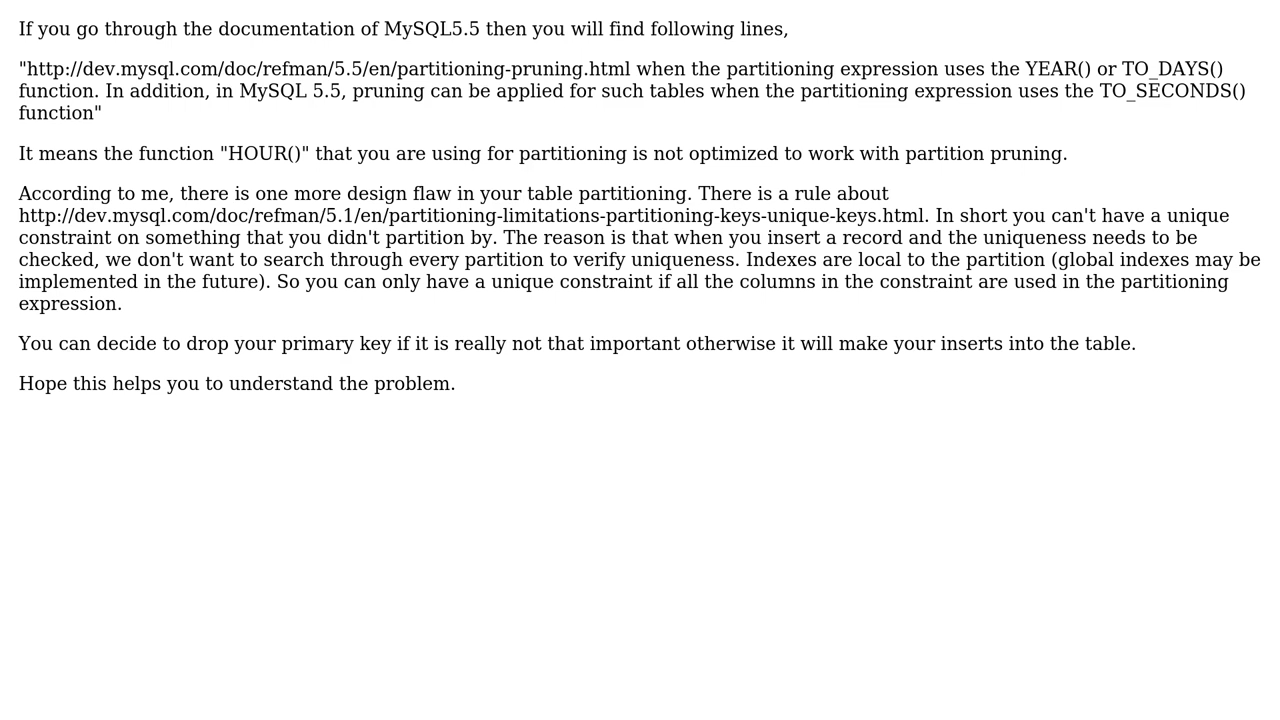 If you go through the documentation of MySQL5.5 then you will find following lines,
"http://dev.mysql.com/doc/refman/5.5/en/partitioning-pruning.html when the partitioning expression uses the YEAR() or TO_DAYS()
function. In addition, in MySQL 5.5, pruning can be applied for such tables when the partitioning expression uses the TO_SECONDS()
function"
It means the function "HOUR()" that you are using for partitioning is not optimized to work with partition pruning.
According to me, there is one more design flaw in your table partitioning. There is a rule about
http://dev.mysql.com/doc/refman/5.1/en/partitioning-limitations-partitioning-keys-unique-keys.html. In short you can't have a unique
constraint on something that you didn't partition by. The reason is that when you insert a record and the uniqueness needs to be
checked, we don't want to search through every partition to verify uniqueness. Indexes are local to the partition (global indexes may be
implemented in the future). So you can only have a unique constraint if all the columns in the constraint are used in the partitioning
expression.
You can decide to drop your primary key if it is really not that important otherwise it will make your inserts into the table.
Hope this helps you to understand the problem.